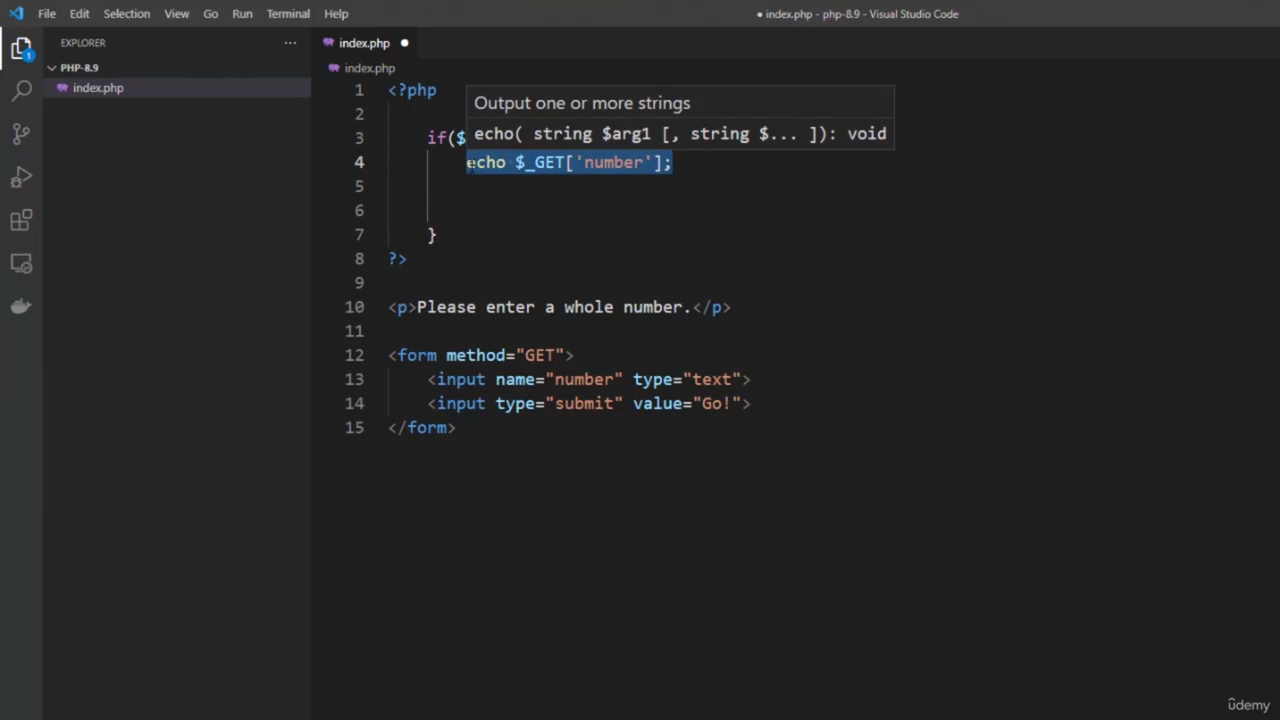 File Edit Selection View Go Run Terminal Help
● index.php - php-8.9 - Visual Studio Code
EXPLORER
···
index.php ●
PHP-8.9
index.php
index.php
1
1 <?php
2
3 if($
Output one or more strings
echo( string $arg1 [, string $... ]): void
4 echo $_GET['number'];
5
6
7 }
8 ?>
9
10 <p>Please enter a whole number.</p>
11
12 <form method="GET">
13 <input name="number" type="text">
14 <input type="submit" value="Go!">
15 </form>
ûdemy